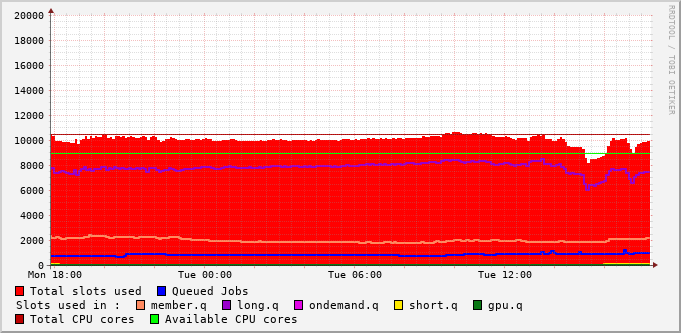 20000
18000
16000
14000
12000
10000
8000
6000
4000
2000
0
Mon 18:00 Tue 00:00 Tue 06:00 Tue 12:00
Total slots used Queued Jobs
Slots used in : member.q long.q ondemand.q short.q gpu.q
Total CPU cores Available CPU cores
RRDTOOL / TOBI OETIKER